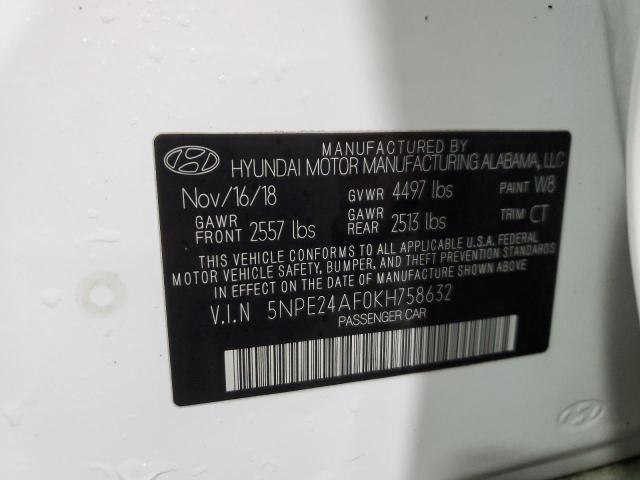 MANUFACTURED BY
HYUNDAI MOTOR MANUFACTURING ALABAMA, LLC
Nov/16/18 GVWR 4497 lbs PAINT W8
GAWR FRONT 2557 lbs GAWR REAR 2513 lbs TRIM CT
THIS VEHICLE CONFORMS TO ALL APPLICABLE U.S.A. FEDERAL
MOTOR VEHICLE SAFETY, BUMPER, AND THEFT PREVENTION STANDARDS
IN EFFECT ON THE DATE OF MANUFACTURE SHOWN ABOVE.
V.I.N 5NPE24AF0KH758632
PASSENGER CAR